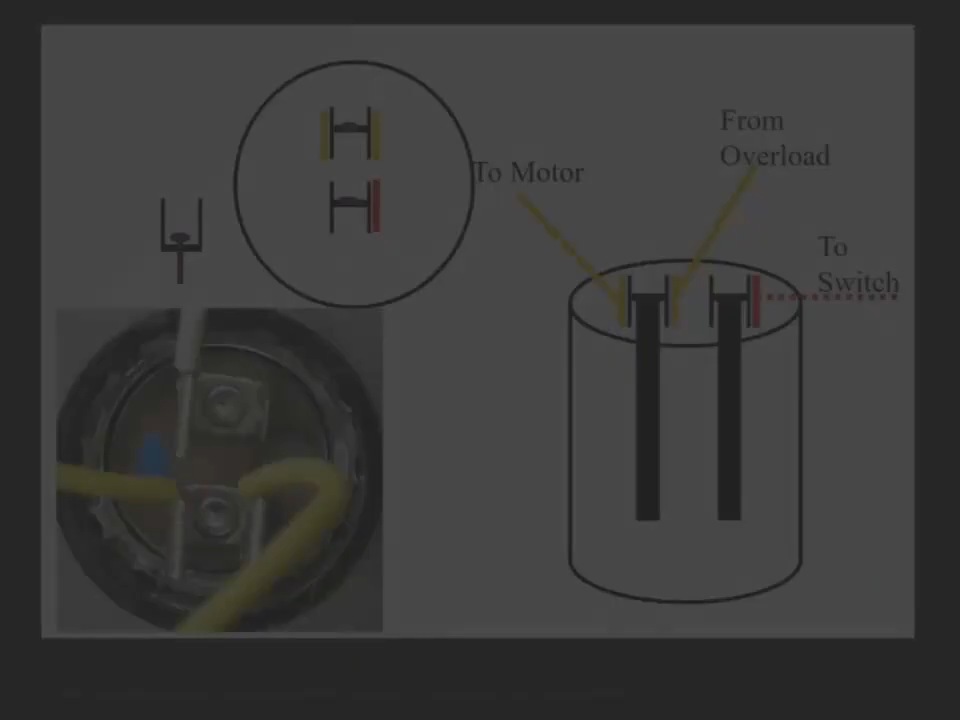 To Motor
From
Overload
To
Switch